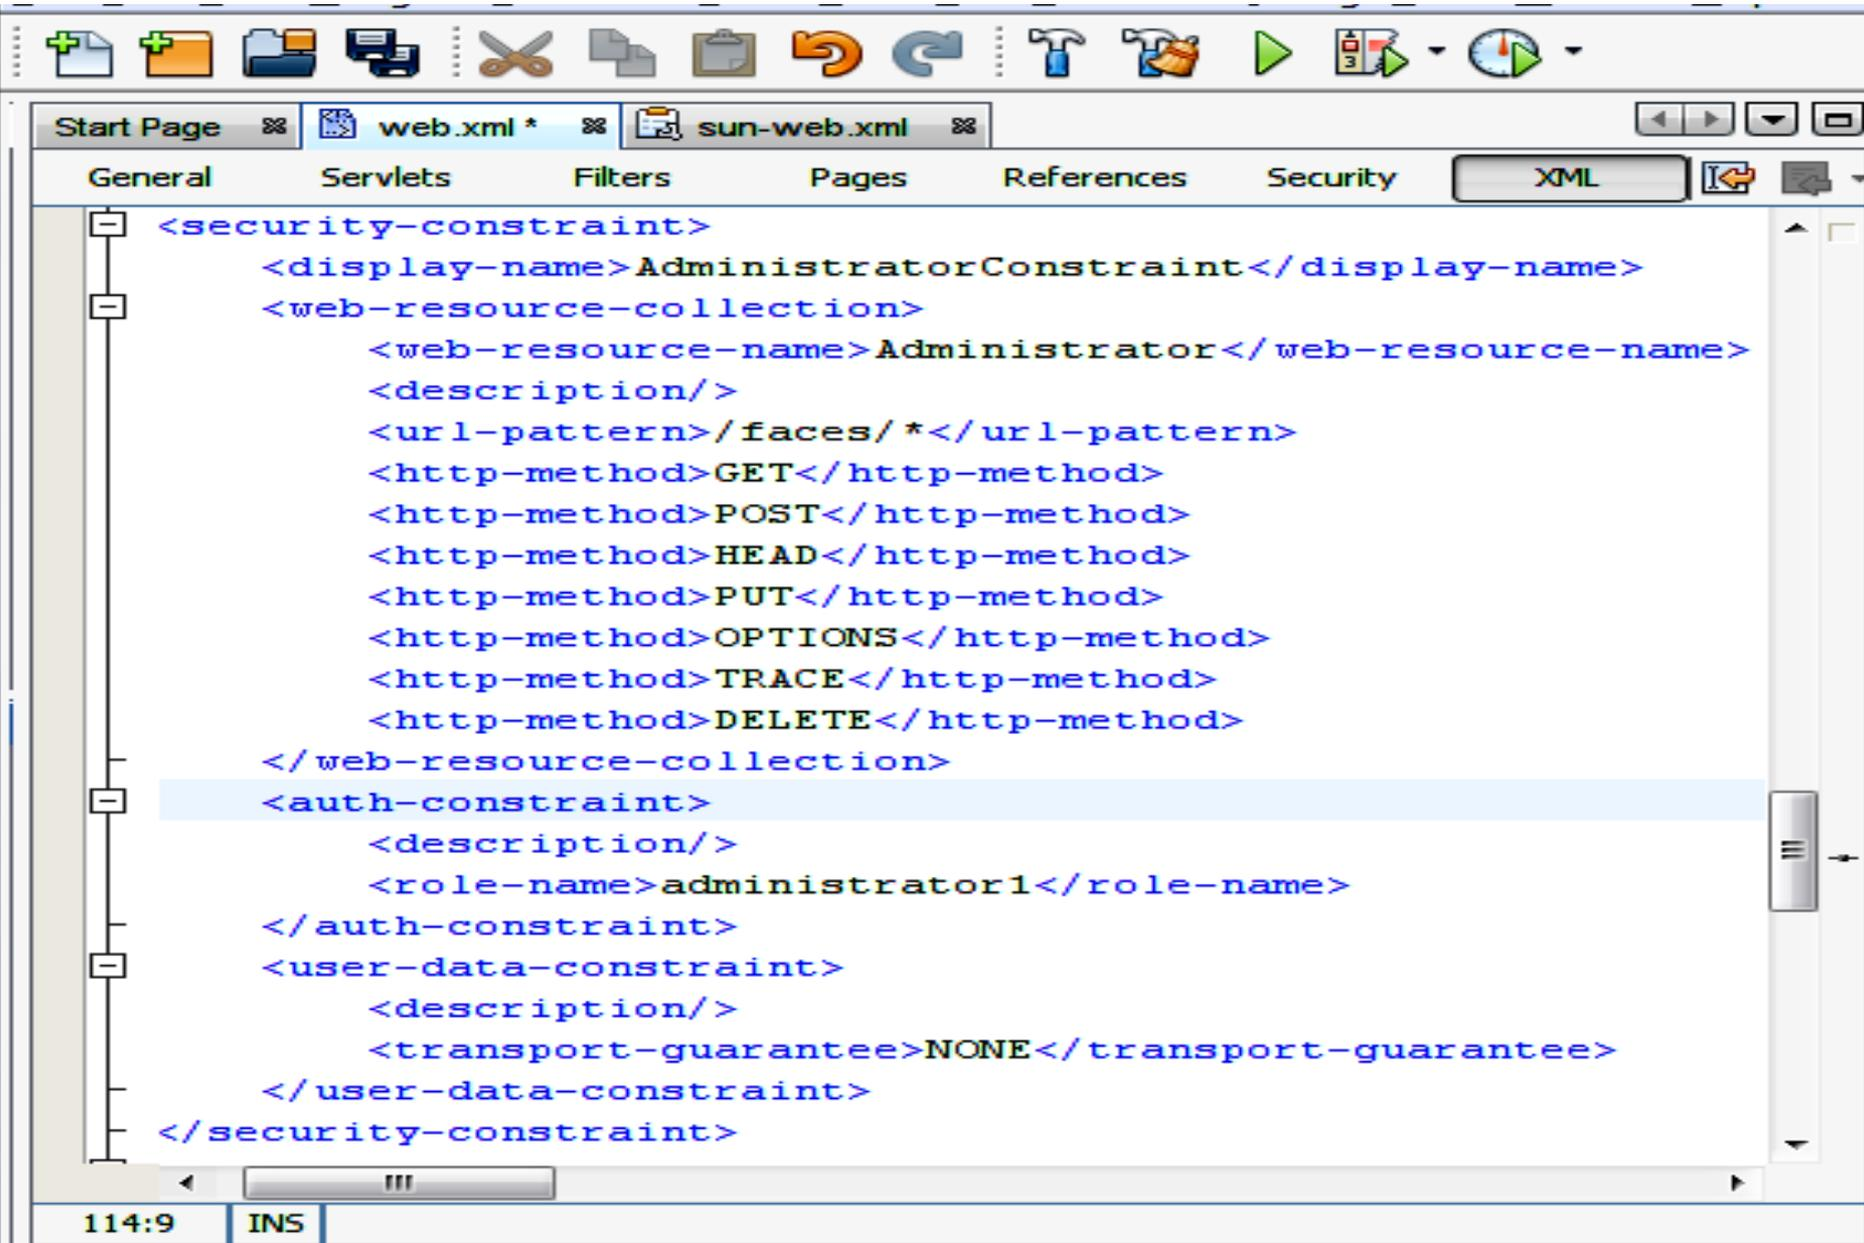 Start Page web.xml * sun-web.xml
General Servlets Filters Pages References Security XML
<security-constraint>
<display-name>AdministratorConstraint</display-name>
<web-resource-collection>
<web-resource-name>Administrator</web-resource-name>
<description/>
<url-pattern>/faces/*</url-pattern>
<http-method>GET</http-method>
<http-method>POST</http-method>
<http-method>HEAD</http-method>
<http-method>PUT</http-method>
<http-method>OPTIONS</http-method>
<http-method>TRACE</http-method>
<http-method>DELETE</http-method>
</web-resource-collection>
<auth-constraint>
<description/>
<role-name>administrator1</role-name>
</auth-constraint>
<user-data-constraint>
<description/>
<transport-guarantee>NONE</transport-guarantee>
</user-data-constraint>
</security-constraint>
114:9 INS